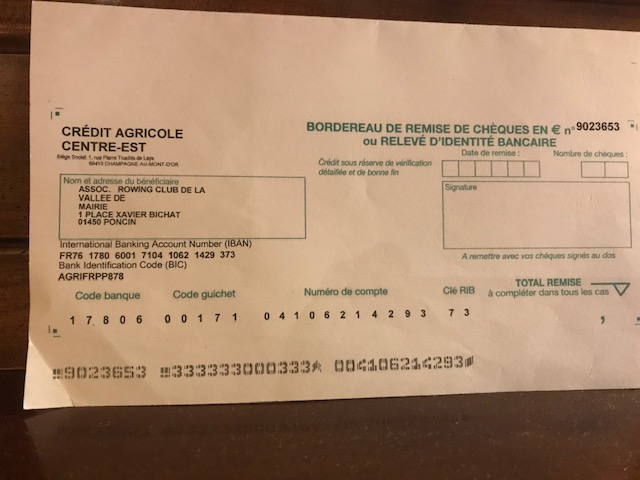 CRÉDIT AGRICOLE
CENTRE-EST
BORDEREAU DE REMISE DE CHÈQUES EN € n° 9023653
ou RELEVÉ D'IDENTITÉ BANCAIRE
Siège Social: 1, rue Pierre Truchis de Lays
69410 CHAMPAGNE-AU-MONT-D'OR
Crédit sous réserve de vérification
détaillée et de bonne fin
Date de remise :
Nombre de chèques :
Nom et adresse du bénéficiaire
ASSOC. ROWING CLUB DE LA
VALLEE DE
MAIRIE
1 PLACE XAVIER BICHAT
01450 PONCIN
Signature
A remettre avec vos chèques signés au dos
International Banking Account Number (IBAN)
FR76 1780 6001 7104 1062 1429 373
Bank Identification Code (BIC)
AGRIFRPP878
Code banque Code guichet Numéro de compte Clé RIB
17806 00171 04106214293 73
TOTAL REMISE
à compléter dans tous les cas
,
9023653 333333000333 004106214293